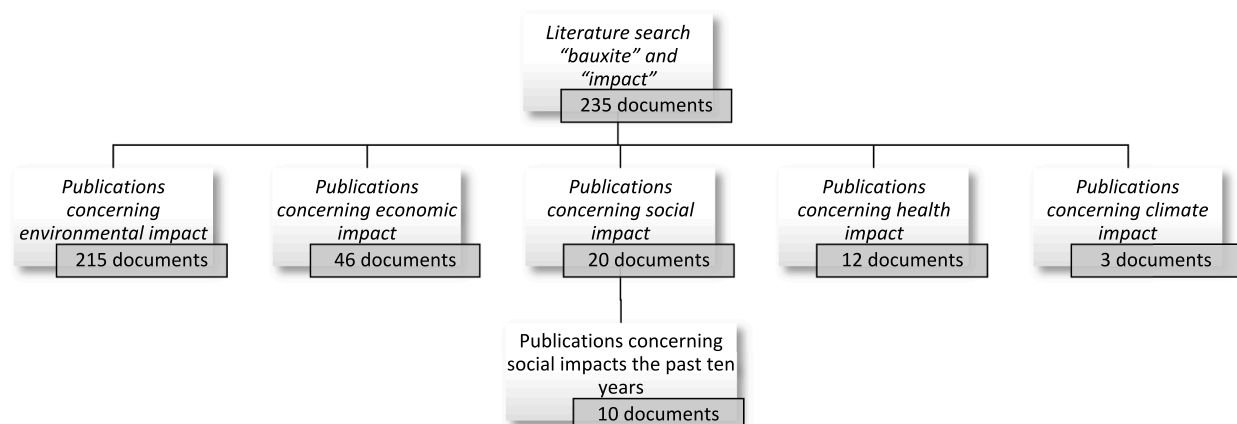 Literature search
“bauxite” and
“impact”
235 documents
Publications
concerning
environmental impact
215 documents
Publications
concerning economic
impact
46 documents
Publications
concerning social
impact
20 documents
Publications
concerning health
impact
12 documents
Publications
concerning climate
impact
3 documents
Publications concerning
social impacts the past ten
years
10 documents